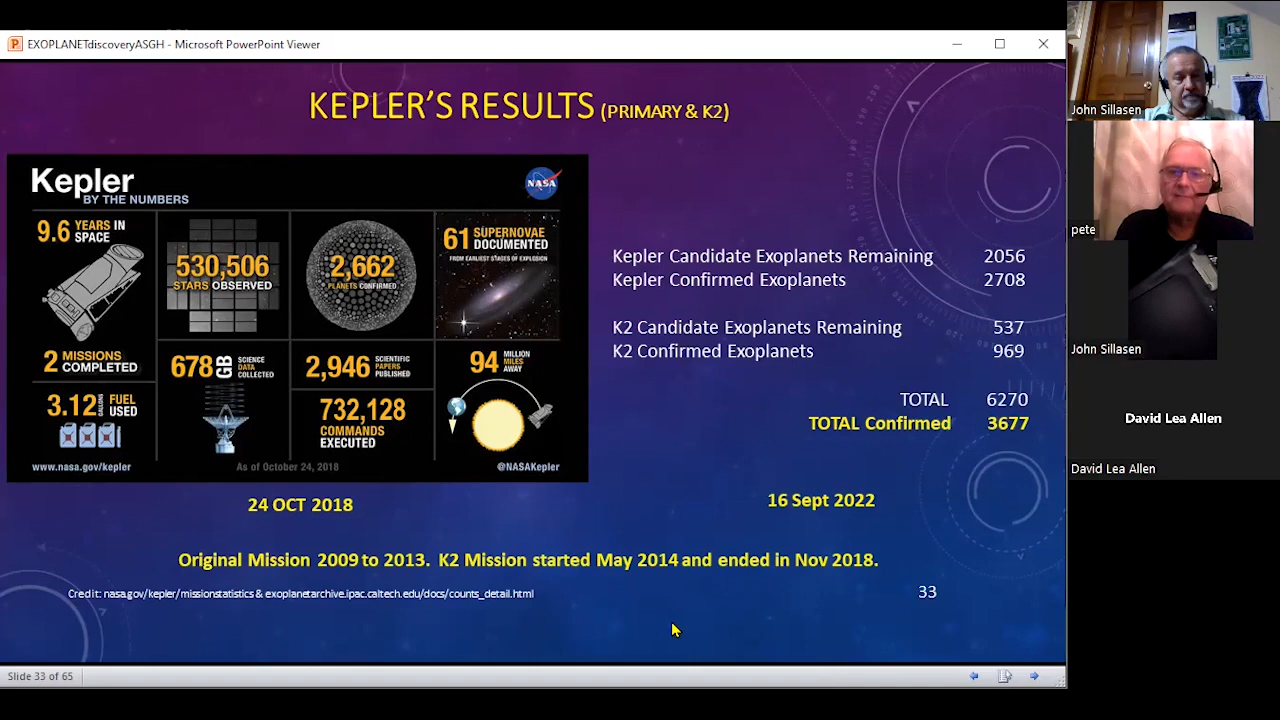 EXOPLANETdiscoveryASGH - Microsoft PowerPoint Viewer
KEPLER'S RESULTS (PRIMARY & K2)
Kepler
BY THE NUMBERS
NASA
9.6 YEARS IN
SPACE
530,506
STARS OBSERVED
2,662
PLANETS CONFIRMED
61 SUPERNOVAE
DOCUMENTED
FROM EARLIEST STAGES OF EXPLOSION
2 MISSIONS
COMPLETED
678 GB SCIENCE
DATA
COLLECTED
2,946 SCIENTIFIC
PAPERS
PUBLISHED
94 MILLION
MILES
AWAY
3.12 GALLONS FUEL
USED
732,128
COMMANDS
EXECUTED
www.nasa.gov/kepler
As of October 24, 2018
@NASAKepler
Kepler Candidate Exoplanets Remaining 2056
Kepler Confirmed Exoplanets 2708
K2 Candidate Exoplanets Remaining 537
K2 Confirmed Exoplanets 969
TOTAL 6270
TOTAL Confirmed 3677
24 OCT 2018
16 Sept 2022
Original Mission 2009 to 2013. K2 Mission started May 2014 and ended in Nov 2018.
Credit: nasa.gov/kepler/missionstatistics & exoplanetarchive.ipac.caltech.edu/docs/counts_detail.html
33
Slide 33 of 65
John Sillasen
pete
John Sillasen
David Lea Allen
David Lea Allen